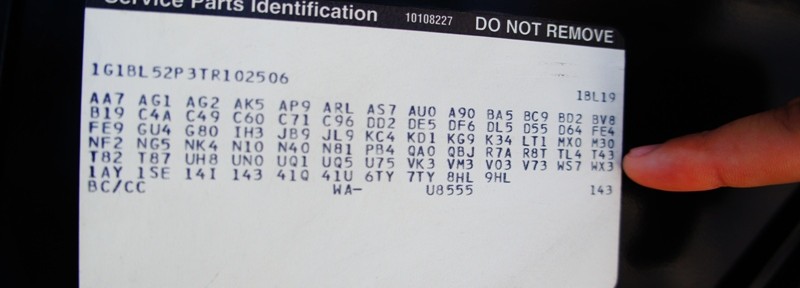 Service Parts Identification 10108227 DO NOT REMOVE
1G1BL52P3TR102506
1BL19
AA7 AG1 AG2 AK5 AP9 ARL AS7 AU0 A90 BA5 BC9 BD2 BV8
B19 C4A C49 C60 C71 C96 DD2 DE5 DF6 DL5 D55 D64 FE4
FE9 GU4 G80 IH3 JB9 JL9 KC4 KD1 KG9 K34 LT1 MX0 M30
NF2 NG5 NK4 N10 N40 N81 PB4 QA0 QBJ R7A R8T TL4 T43
T82 T87 UH8 UN0 UQ1 UQ5 U75 VK3 VM3 V03 V73 WS7 WX3
1AY 1SE 14I 143 41Q 41U 6TY 7TY 8HL 9HL
BC/CC WA- U8555 143